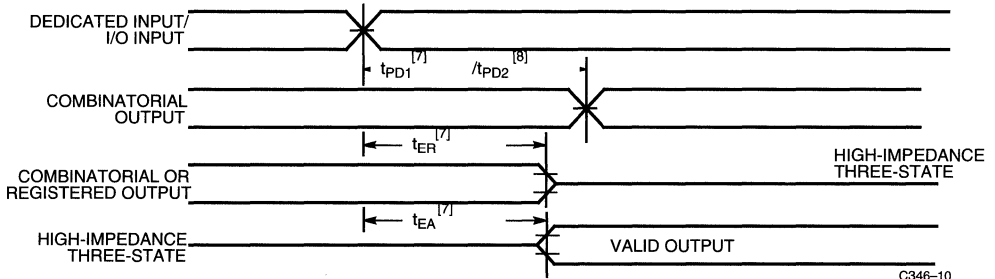 DEDICATED INPUT/
I/O INPUT
tPD1[7] /tPD2[8]
COMBINATORIAL
OUTPUT
tER[7]
COMBINATORIAL OR
REGISTERED OUTPUT
HIGH-IMPEDANCE
THREE-STATE
tEA[7]
HIGH-IMPEDANCE
THREE-STATE
VALID OUTPUT
C346–10